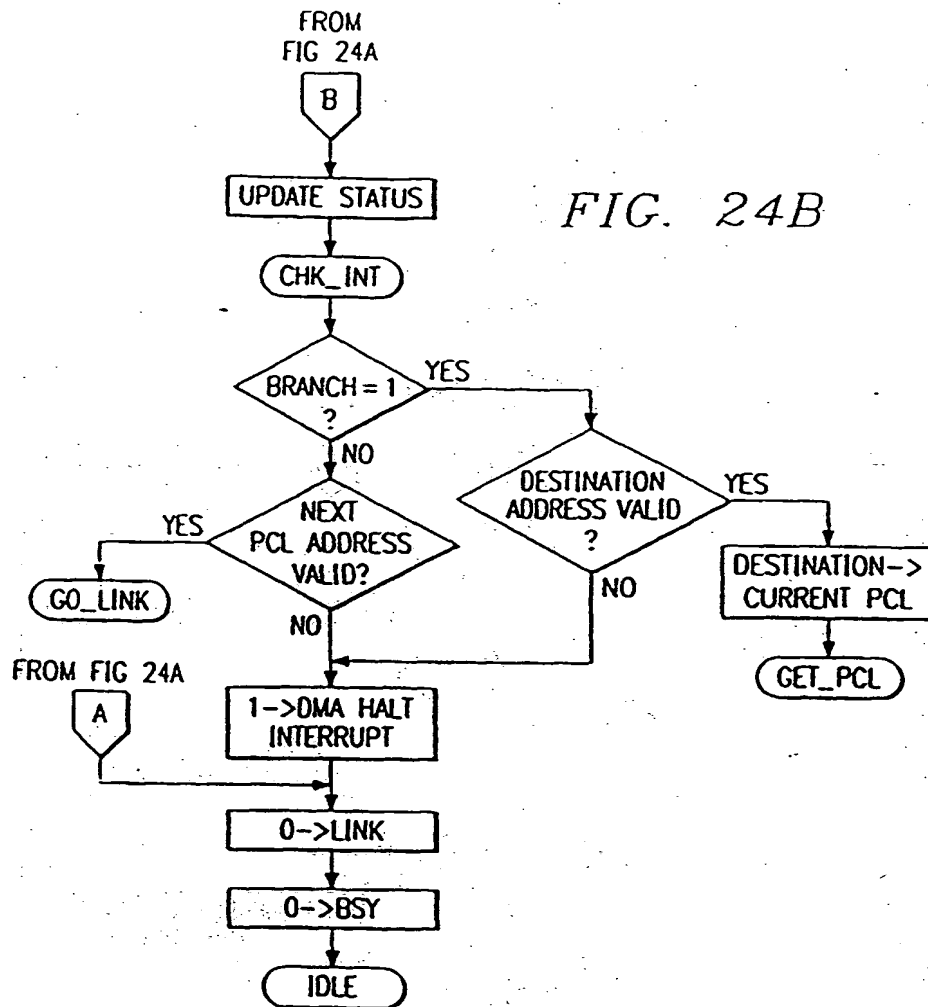 FROM
FIG 24A
B
UPDATE STATUS
FIG. 24B
CHK_INT
BRANCH = 1
?
YES
NO
DESTINATION
ADDRESS VALID
?
YES
NO
NEXT
PCL ADDRESS
VALID?
YES
NO
GO_LINK
DESTINATION->
CURRENT PCL
GET_PCL
FROM FIG 24A
A
1->DMA HALT
INTERRUPT
0->LINK
0->BSY
IDLE